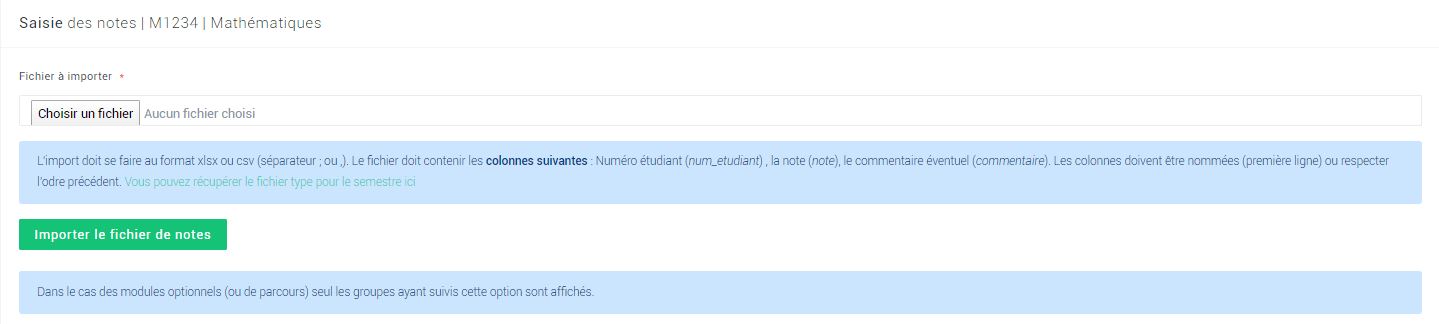 Saisie des notes | M1234 | Mathématiques
Fichier à importer *
Choisir un fichier Aucun fichier choisi
L'import doit se faire au format xlsx ou csv (séparateur ; ou ,). Le fichier doit contenir les colonnes suivantes : Numéro étudiant (num_etudiant) , la note (note), le commentaire éventuel (commentaire). Les colonnes doivent être nommées (première ligne) ou respecter
l'odre précédent. Vous pouvez récupérer le fichier type pour le semestre ici
Importer le fichier de notes
Dans le cas des modules optionnels (ou de parcours) seul les groupes ayant suivis cette option sont affichés.